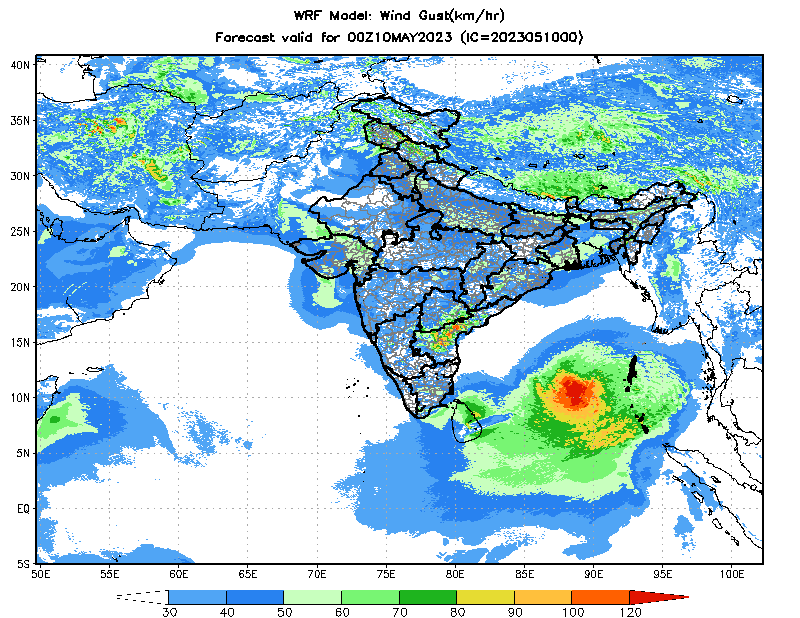 WRF Model: Wind Gust(km/hr)
Forecast valid for 00Z10MAY2023 (IC=2023051000)
40N
35N
30N
25N
20N
15N
10N
5N
EQ
5S
50E 55E 60E 65E 70E 75E 80E 85E 90E 95E 100E
30 40 50 60 70 80 90 100 120